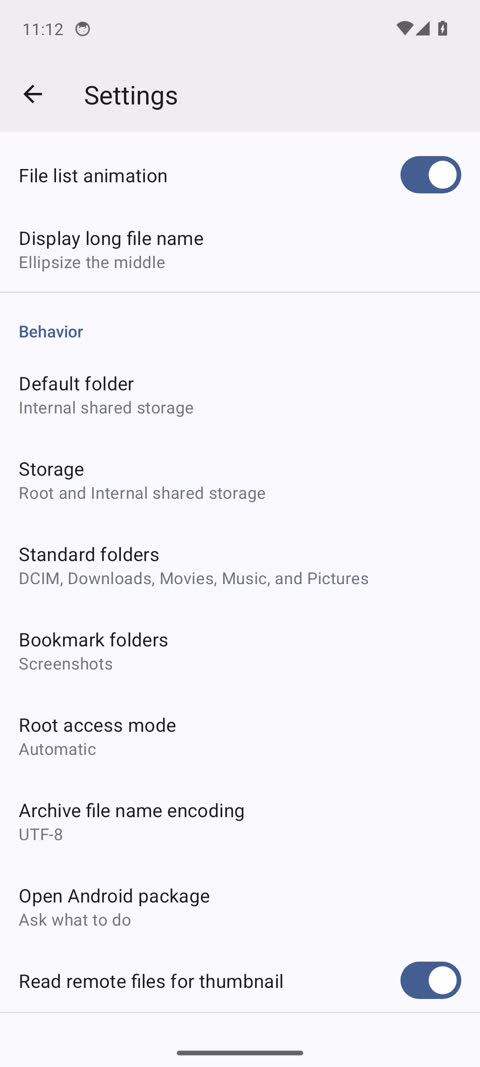 11:12
Settings
File list animation
Display long file name
Ellipsize the middle
Behavior
Default folder
Internal shared storage
Storage
Root and Internal shared storage
Standard folders
DCIM, Downloads, Movies, Music, and Pictures
Bookmark folders
Screenshots
Root access mode
Automatic
Archive file name encoding
UTF-8
Open Android package
Ask what to do
Read remote files for thumbnail